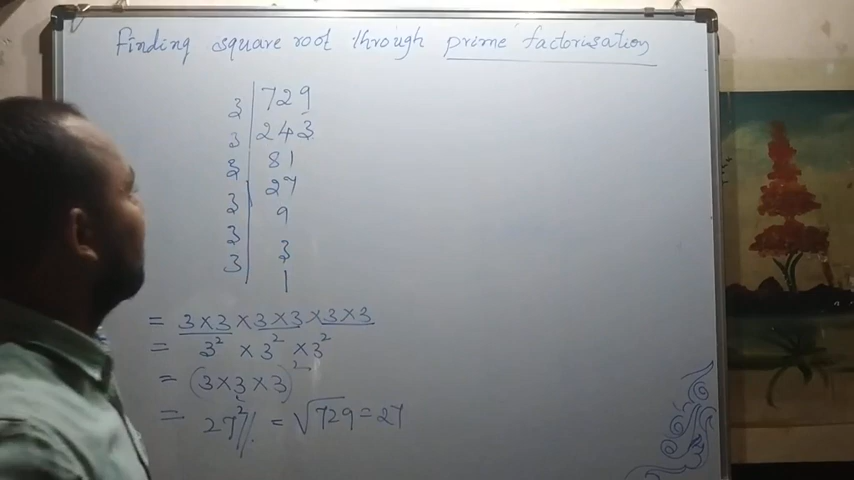 Finding square root through prime factorisation
3 | 729
3 | 243
3 | 81
3 | 27
3 | 9
3 | 3
1
= 3×3×3×3×3×3
= 3² × 3² × 3²
= (3×3×3)²
= 27² // = √729 = 27